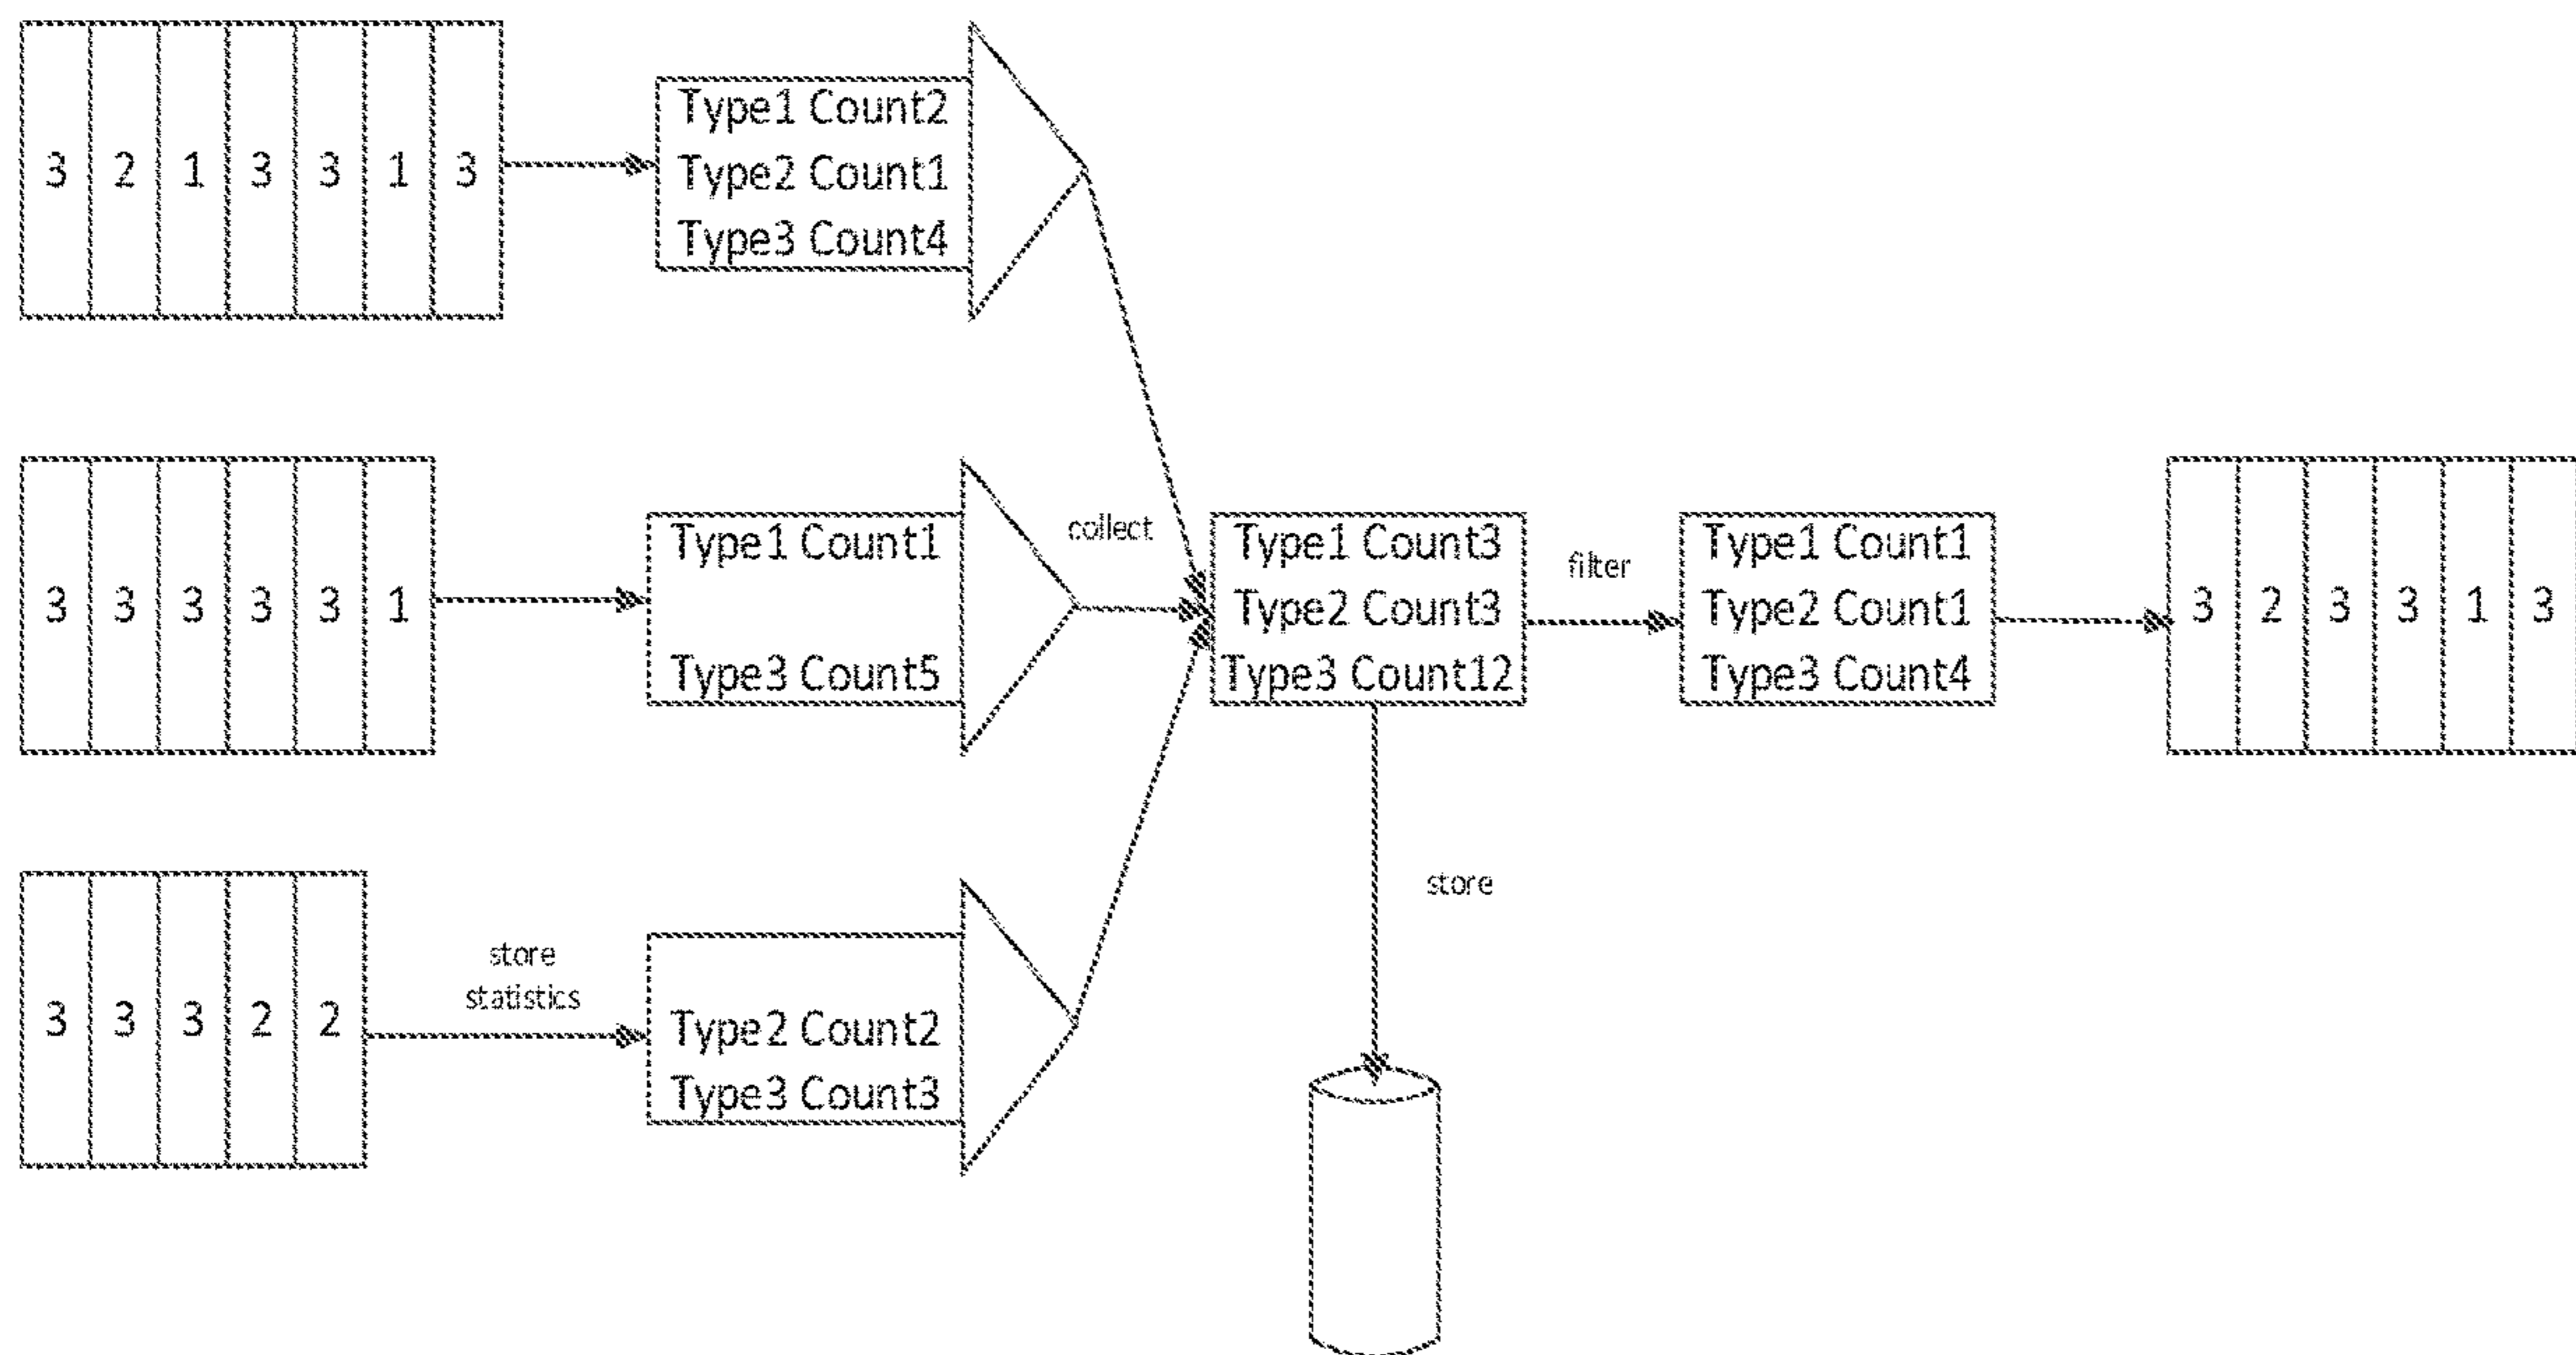 3 2 1 3 3 1 3
Type1 Count2
Type2 Count1
Type3 Count4
3 3 3 3 3 1
Type1 Count1
Type3 Count5
collect
Type1 Count3
Type2 Count3
Type3 Count12
filter
Type1 Count1
Type2 Count1
Type3 Count4
3 2 3 3 1 3
3 3 3 2 2
store
statistics
Type2 Count2
Type3 Count3
store